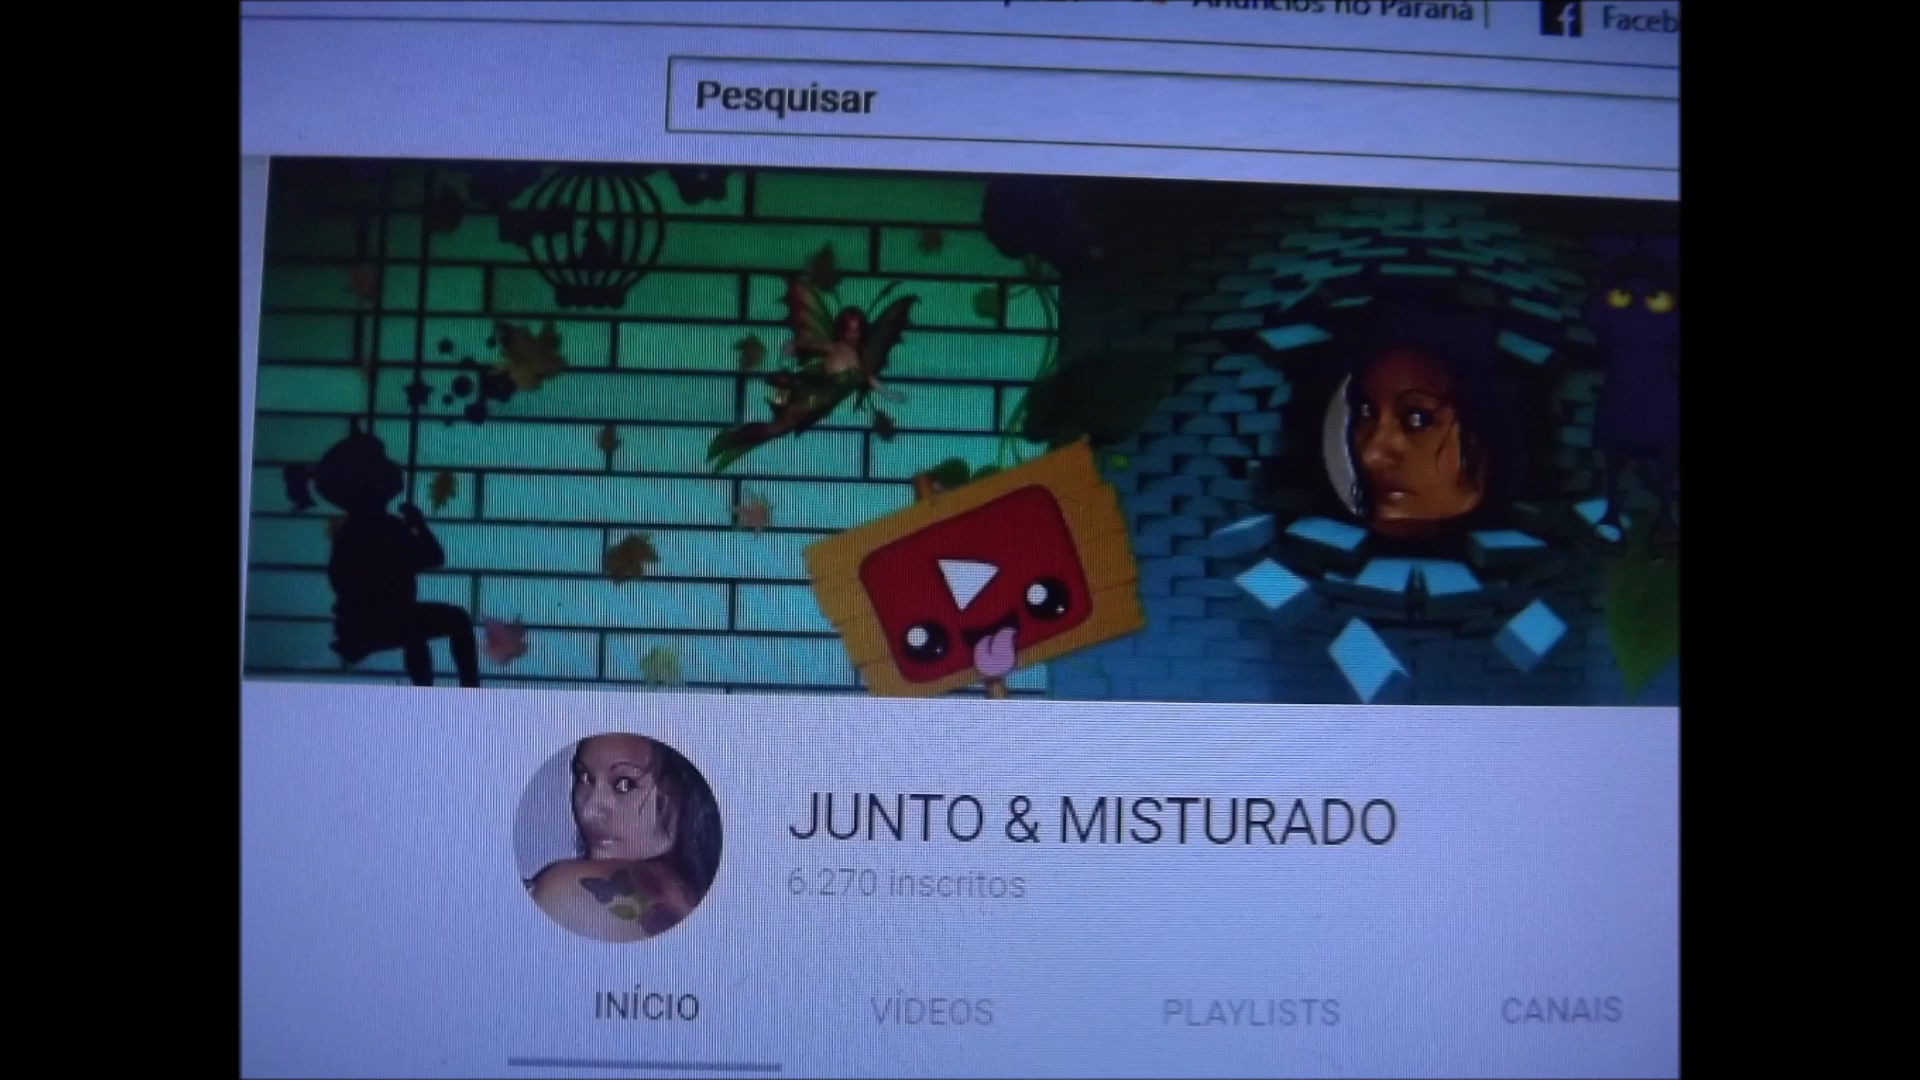 Anúncios no Paraná
Pesquisar
JUNTO & MISTURADO
6.270 inscritos
INÍCIO
VÍDEOS
PLAYLISTS
CANAIS